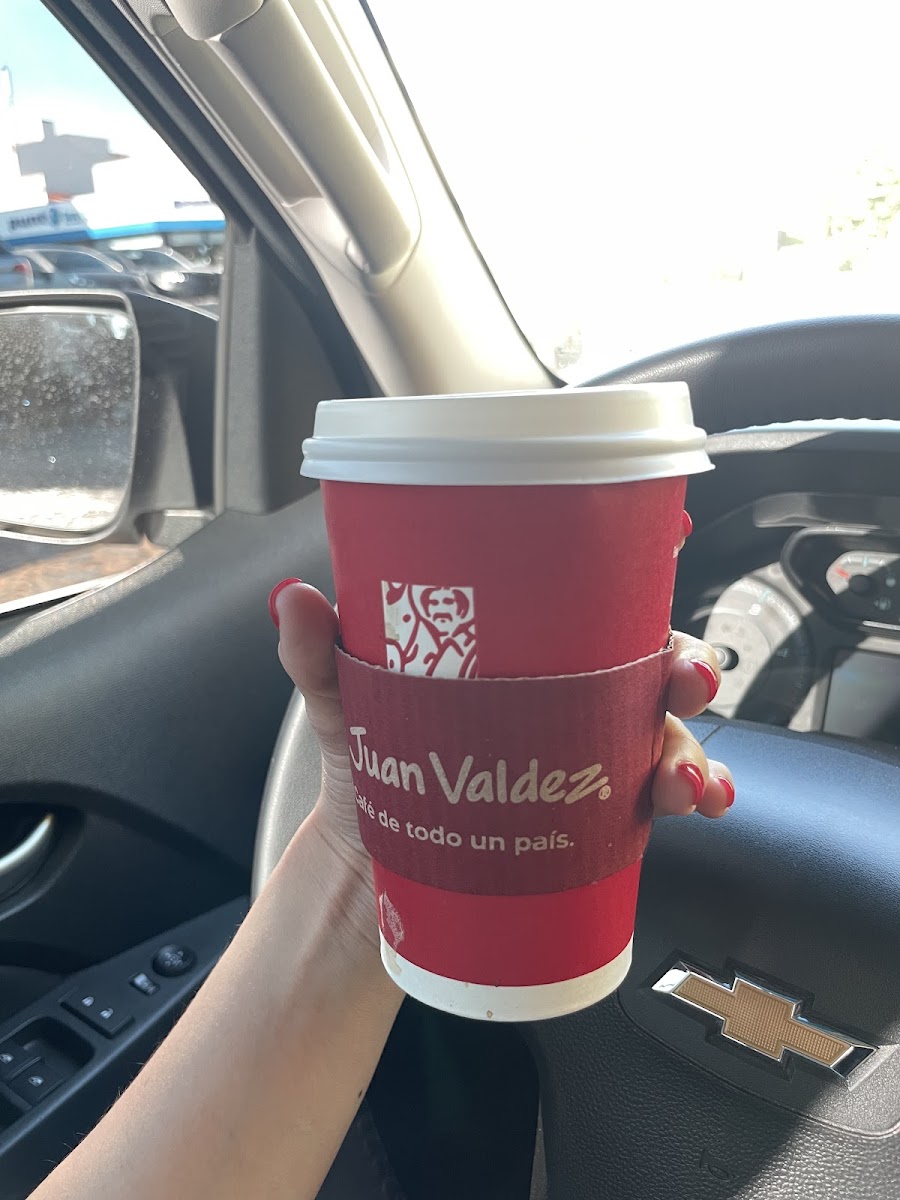 Juan Valdez®
Café de todo un país.